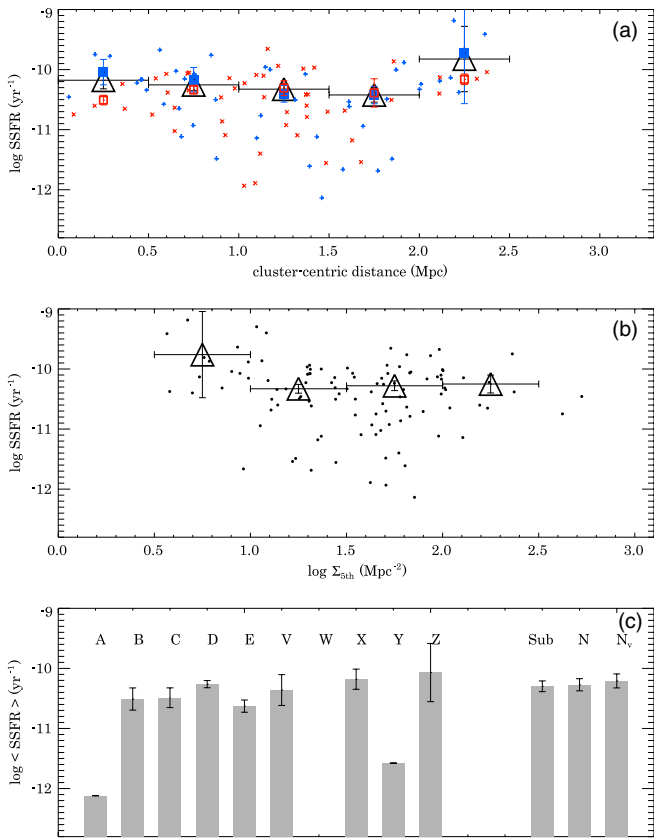 (a)
-9
-10
-11
-12
log SSFR (yr⁻¹)
0.0 0.5 1.0 1.5 2.0 2.5 3.0
cluster-centric distance (Mpc)
(b)
-9
-10
-11
-12
log SSFR (yr⁻¹)
0.0 0.5 1.0 1.5 2.0 2.5 3.0
log Σ₅ₜₕ (Mpc⁻²)
(c)
-9
-10
-11
-12
log < SSFR > (yr⁻¹)
A B C D E V W X Y Z Sub N Nᵥ